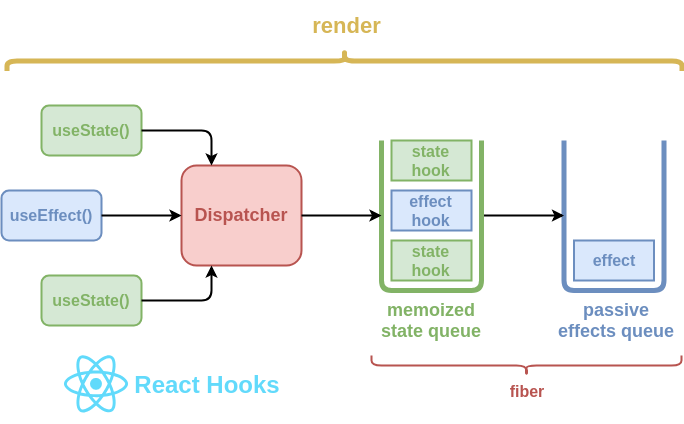 render
useState()
useEffect()
useState()
Dispatcher
state
hook
effect
hook
state
hook
memoized
state queue
effect
passive
effects queue
fiber
React Hooks